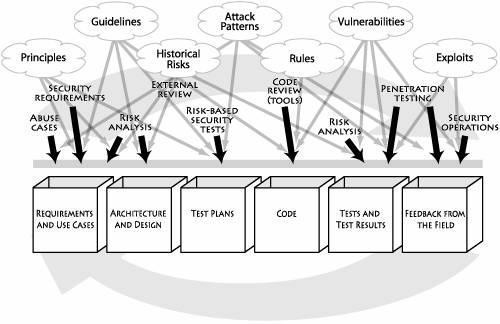 Guidelines
Attack
Patterns
Vulnerabilities
Principles
Historical
Risks
Rules
Exploits
Security
requirements
External
review
Code
review
(tools)
Penetration
testing
Abuse
cases
Risk
analysis
Risk-based
security
tests
Risk
analysis
Security
operations
Requirements
and Use Cases
Architecture
and Design
Test Plans
Code
Tests and
Test Results
Feedback from
the Field